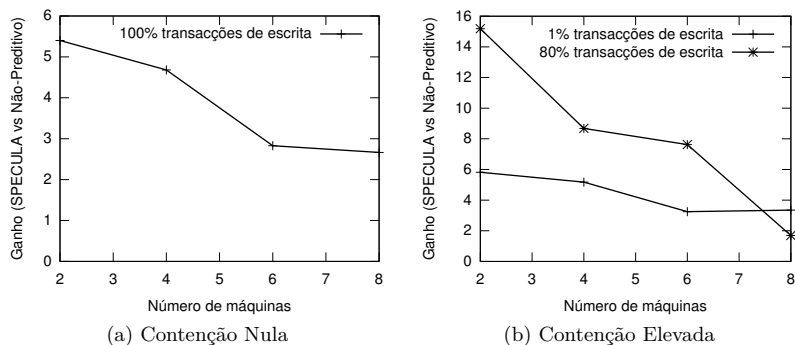 6
5
4
3
2
1
0
Ganho (SPECULA vs Não-Preditivo)
100% transacções de escrita
2 3 4 5 6 7 8
Número de máquinas
(a) Contenção Nula
16
14
12
10
8
6
4
2
0
Ganho (SPECULA vs Não-Preditivo)
1% transacções de escrita
80% transacções de escrita
2 3 4 5 6 7 8
Número de máquinas
(b) Contenção Elevada